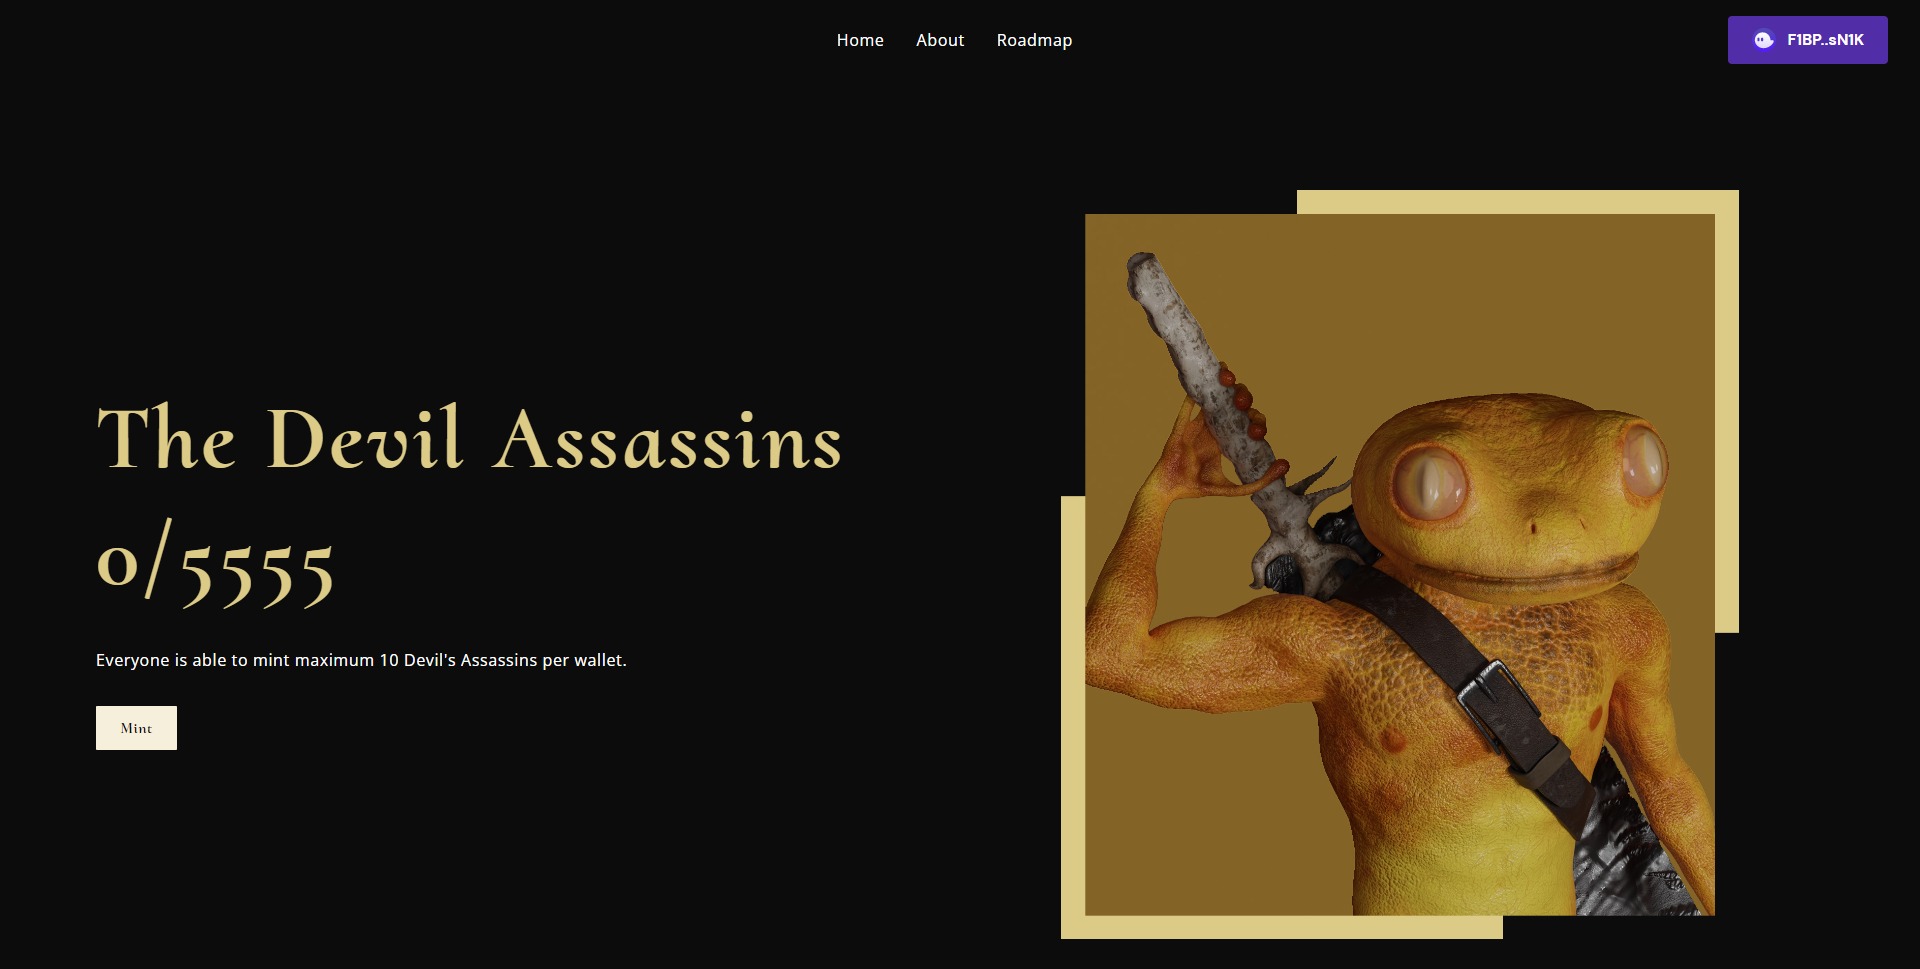 Home About Roadmap
F1BP..sN1K
The Devil Assassins
0/5555
Everyone is able to mint maximum 10 Devil's Assassins per wallet.
Mint